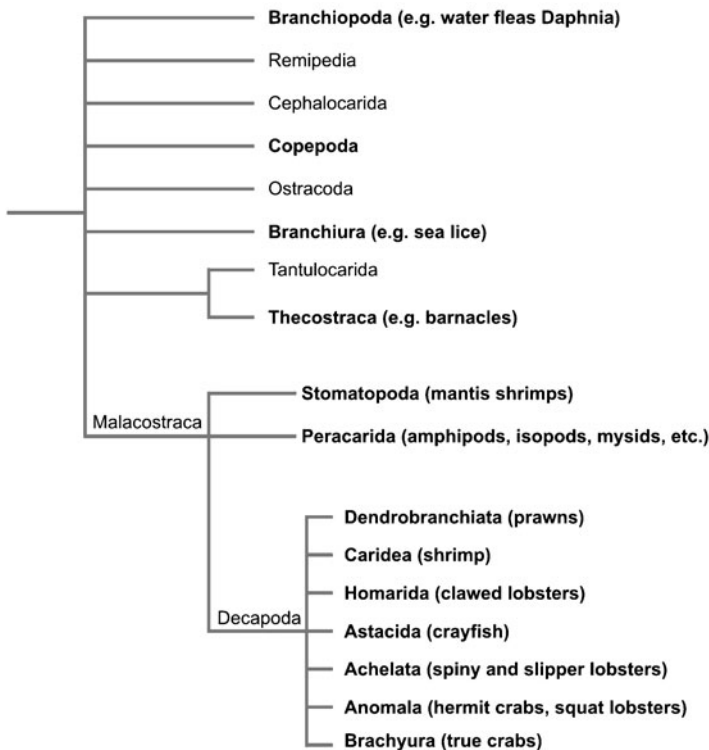 Branchiopoda (e.g. water fleas Daphnia)
Remipedia
Cephalocarida
Copepoda
Ostracoda
Branchiura (e.g. sea lice)
Tantulocarida
Thecostraca (e.g. barnacles)
Stomatopoda (mantis shrimps)
Malacostraca
Peracarida (amphipods, isopods, mysids, etc.)
Dendrobranchiata (prawns)
Caridea (shrimp)
Homarida (clawed lobsters)
Decapoda
Astacida (crayfish)
Achelata (spiny and slipper lobsters)
Anomala (hermit crabs, squat lobsters)
Brachyura (true crabs)